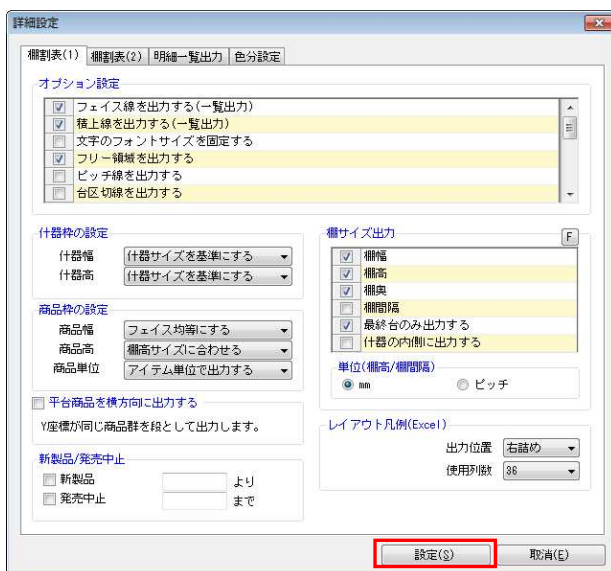 詳細設定
棚割表(1) 棚割表(2) 明細一覧出力 色分設定
オプション設定
フェイス線を出力する(一覧出力)
積上線を出力する(一覧出力)
文字のフォントサイズを固定する
フリー領域を出力する
ピッチ線を出力する
台区切線を出力する
什器枠の設定
什器幅 什器サイズを基準にする
什器高 什器サイズを基準にする
商品枠の設定
商品幅 フェイス均等にする
商品高 棚高サイズに合わせる
商品単位 アイテム単位で出力する
平台商品を横方向に出力する
Y座標が同じ商品群を段として出力します。
新製品/発売中止
新製品 より
発売中止 まで
棚サイズ出力 F
棚幅
棚高
棚奥
棚間隔
最終台のみ出力する
什器の内側に出力する
単位(棚高/棚間隔)
mm ピッチ
レイアウト凡例(Excel)
出力位置 右詰め
使用列数 36
設定(S) 取消(E)